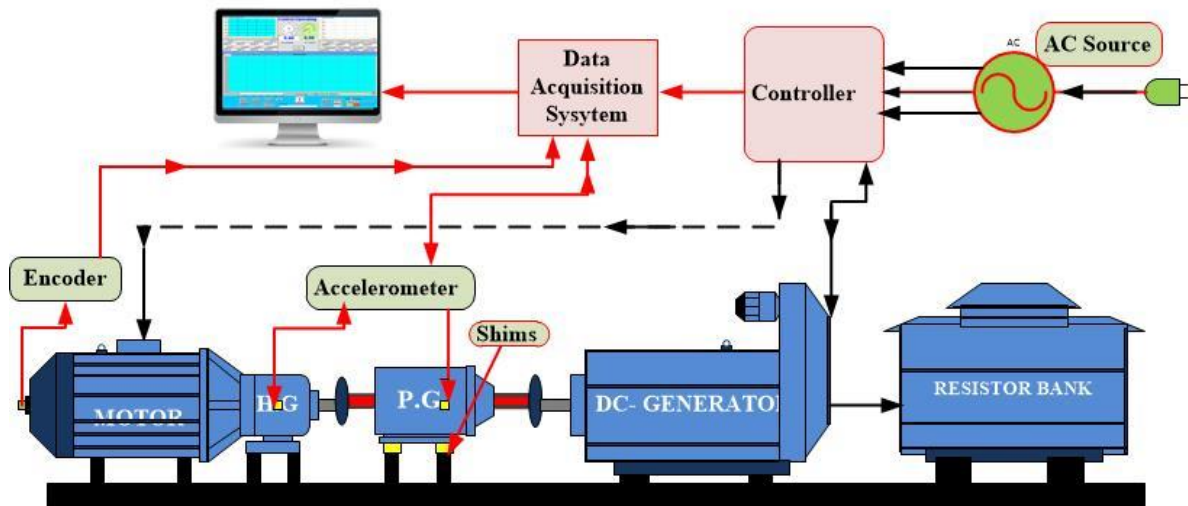 AC
AC Source
Data
Acquisition
Sysytem
Controller
Encoder
Accelerometer
Shims
MOTOR
H.G
P.G
DC- GENERATOR
RESISTOR BANK